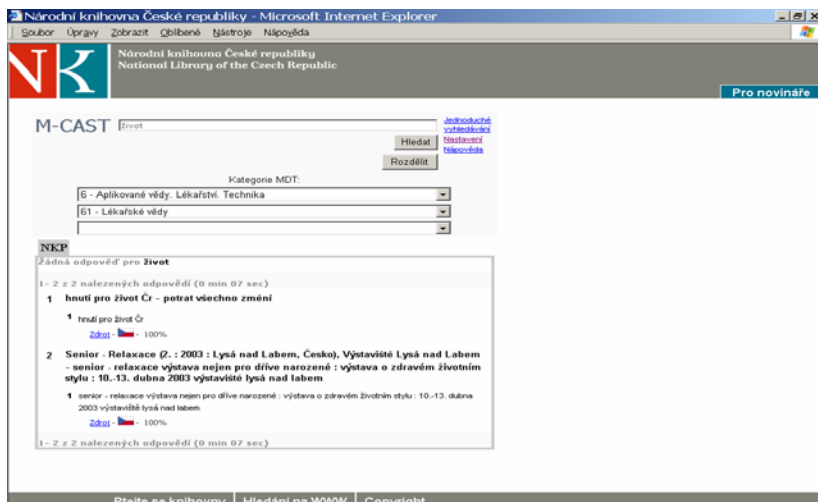 Národní knihovna České republiky - Microsoft Internet Explorer
Soubor Úpravy Zobrazit Oblíbené Nástroje Nápověda
NK
Národní knihovna České republiky
National Library of the Czech Republic
Pro novináře
M-CAST život
Jednoduché
vyhledávání
Hledat
Nastavení
Nápověda
Rozdělit
Kategorie MDT:
6 - Aplikované vědy. Lékařství. Technika
61 - Lékařské vědy
NKP
Žádná odpověď pro život
1- 2 z 2 nalezených odpovědí (0 min 07 sec)
1 hnutí pro život Čr - potrat všechno změní
1 hnutí pro život Čr
Zdroj - - 100%
2 Senior - Relaxace (2. : 2003 : Lysá nad Labem, Česko), Výstaviště Lysá nad Labem
- senior - relaxace výstava nejen pro dříve narozené : výstava o zdravém životním
stylu : 10.-13. dubna 2003 výstaviště lysá nad labem
1 senior - relaxace výstava nejen pro dříve narozené : výstava o zdravém životním stylu : 10.-13. dubna
2003 výstaviště lysá nad labem
Zdroj - - 100%
1- 2 z 2 nalezených odpovědí (0 min 07 sec)
Ptejte se knihovny | Hledání na WWW | Copyright